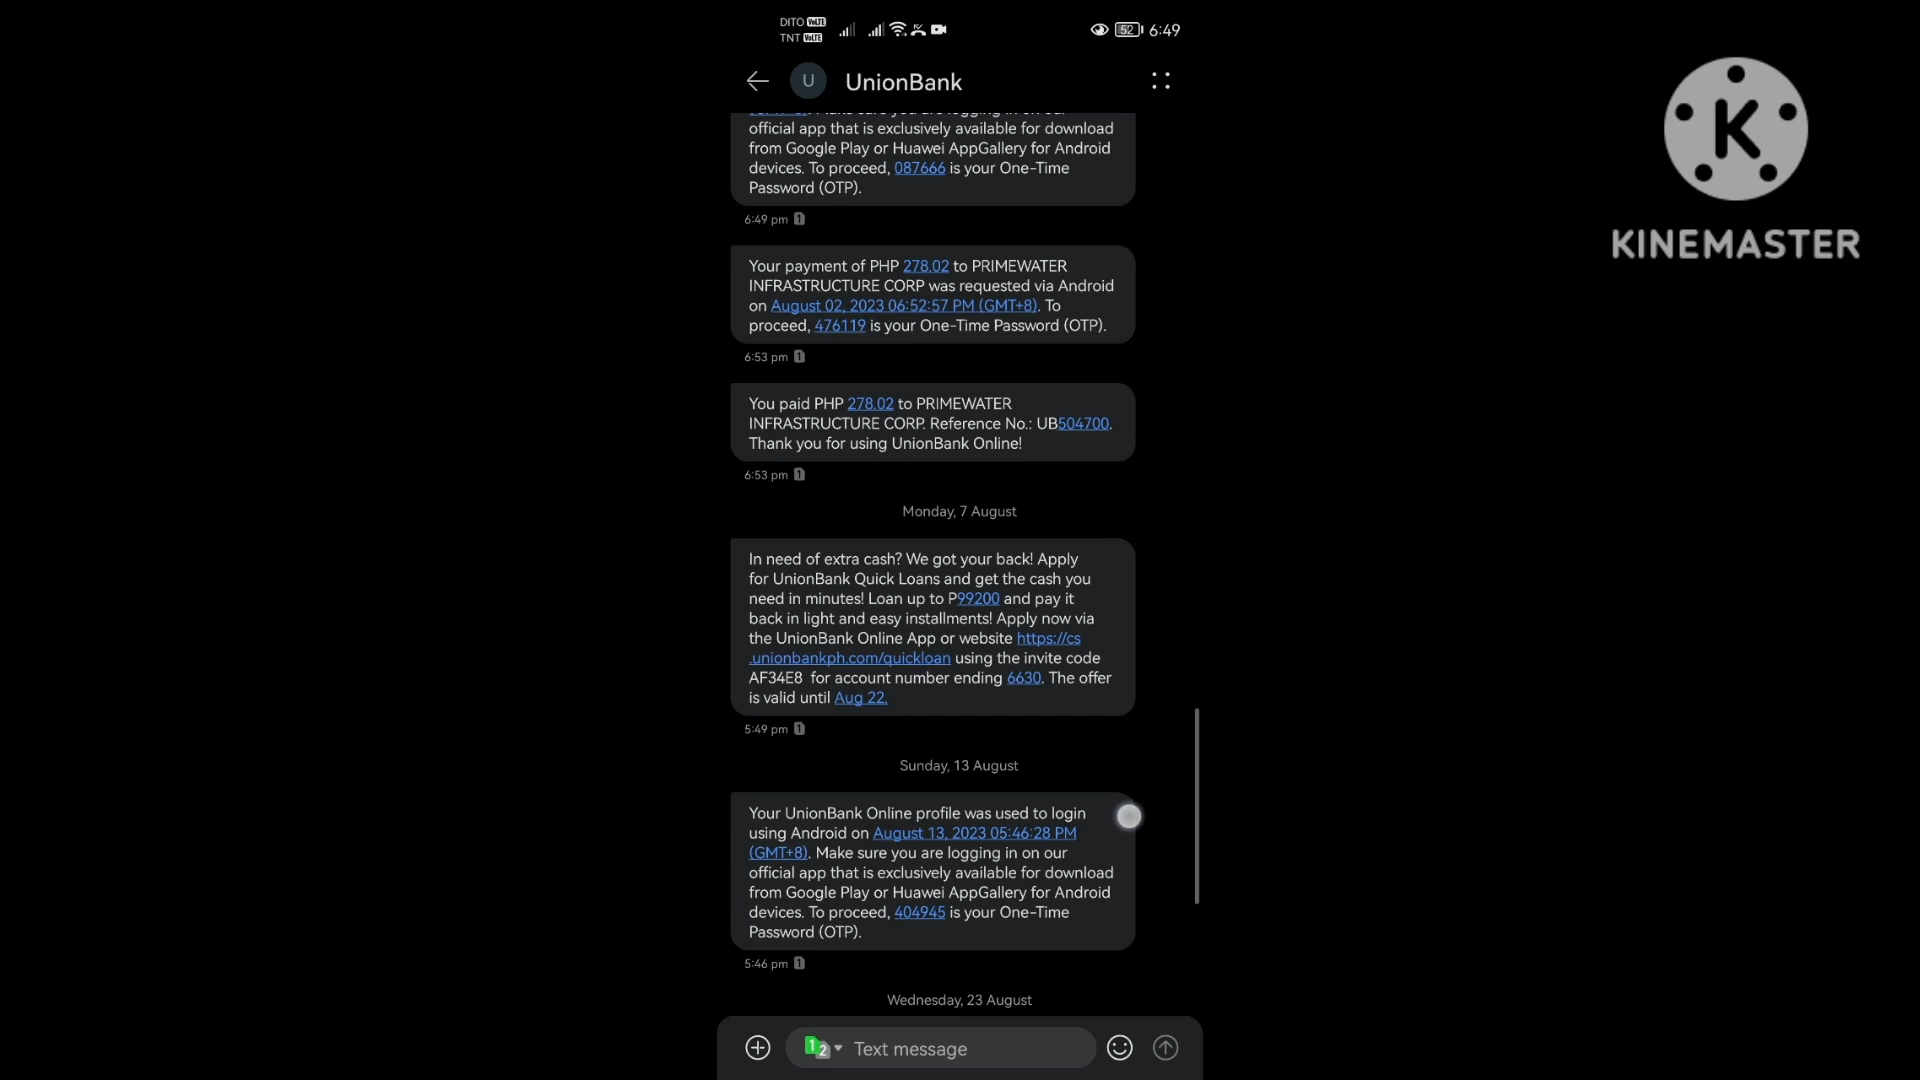 DITO VoLTE
TNT VoLTE
52 6:49
U UnionBank
official app that is exclusively available for download
from Google Play or Huawei AppGallery for Android
devices. To proceed, 087666 is your One-Time
Password (OTP).
6:49 pm 1
Your payment of PHP 278.02 to PRIMEWATER
INFRASTRUCTURE CORP was requested via Android
on August 02, 2023 06:52:57 PM (GMT+8). To
proceed, 476119 is your One-Time Password (OTP).
6:53 pm 1
You paid PHP 278.02 to PRIMEWATER
INFRASTRUCTURE CORP. Reference No.: UB504700.
Thank you for using UnionBank Online!
6:53 pm 1
Monday, 7 August
In need of extra cash? We got your back! Apply
for UnionBank Quick Loans and get the cash you
need in minutes! Loan up to P99200 and pay it
back in light and easy installments! Apply now via
the UnionBank Online App or website https://cs
.unionbankph.com/quickloan using the invite code
AF34E8 for account number ending 6630. The offer
is valid until Aug 22.
5:49 pm 1
Sunday, 13 August
Your UnionBank Online profile was used to login
using Android on August 13, 2023 05:46:28 PM
(GMT+8). Make sure you are logging in on our
official app that is exclusively available for download
from Google Play or Huawei AppGallery for Android
devices. To proceed, 404945 is your One-Time
Password (OTP).
5:46 pm 1
Wednesday, 23 August
1 2 Text message
K
KINEMASTER